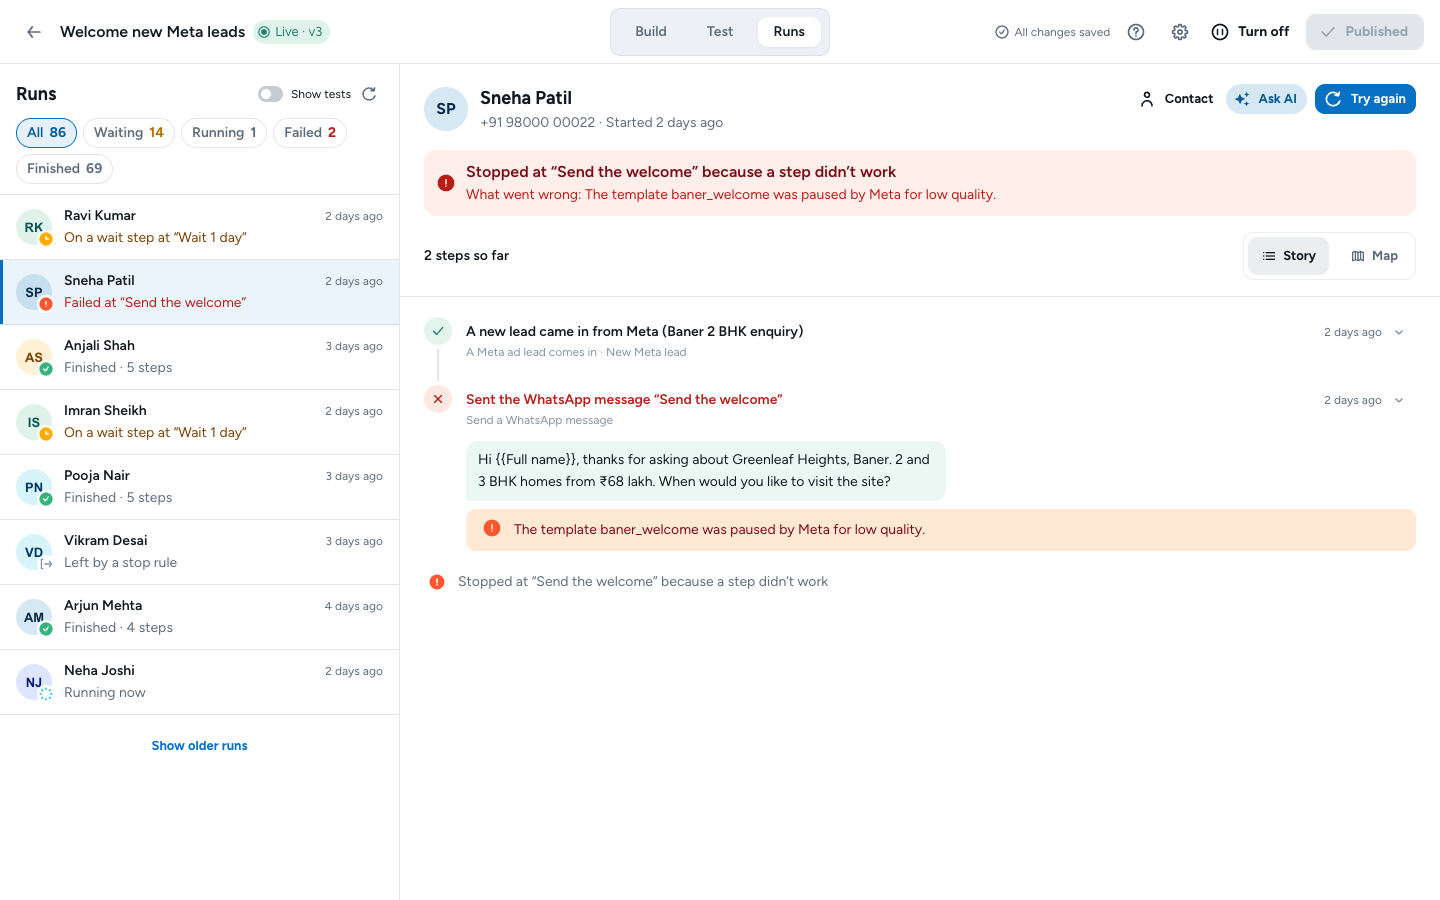 Welcome new Meta leads
Live · v3
Build
Test
Runs
All changes saved
Turn off
Published
Runs
Show tests
All 86
Waiting 14
Running 1
Failed 2
Finished 69
RK
Ravi Kumar
2 days ago
On a wait step at “Wait 1 day”
SP
Sneha Patil
2 days ago
Failed at “Send the welcome”
AS
Anjali Shah
3 days ago
Finished · 5 steps
IS
Imran Sheikh
2 days ago
On a wait step at “Wait 1 day”
PN
Pooja Nair
3 days ago
Finished · 5 steps
VD
Vikram Desai
3 days ago
Left by a stop rule
AM
Arjun Mehta
4 days ago
Finished · 4 steps
NJ
Neha Joshi
2 days ago
Running now
Show older runs
SP
Sneha Patil
+91 98000 00022 · Started 2 days ago
Contact
Ask AI
Try again
Stopped at “Send the welcome” because a step didn’t work
What went wrong: The template baner_welcome was paused by Meta for low quality.
2 steps so far
Story
Map
A new lead came in from Meta (Baner 2 BHK enquiry)
2 days ago
A Meta ad lead comes in · New Meta lead
Sent the WhatsApp message “Send the welcome”
2 days ago
Send a WhatsApp message
Hi {{Full name}}, thanks for asking about Greenleaf Heights, Baner. 2 and
3 BHK homes from ₹68 lakh. When would you like to visit the site?
The template baner_welcome was paused by Meta for low quality.
Stopped at “Send the welcome” because a step didn’t work